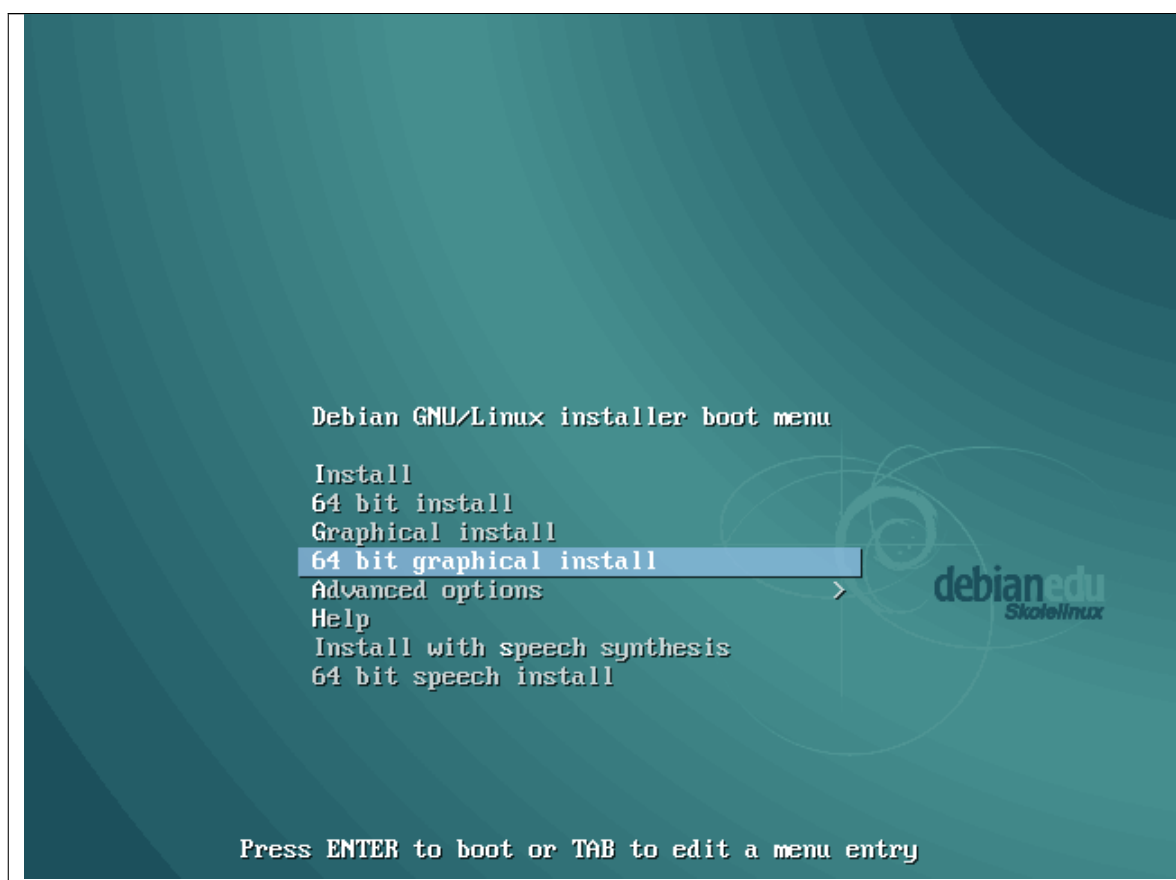 Debian GNU/Linux installer boot menu
Install
64 bit install
Graphical install
64 bit graphical install
Advanced options >
Help
Install with speech synthesis
64 bit speech install
debianedu
Skolelinux
Press ENTER to boot or TAB to edit a menu entry